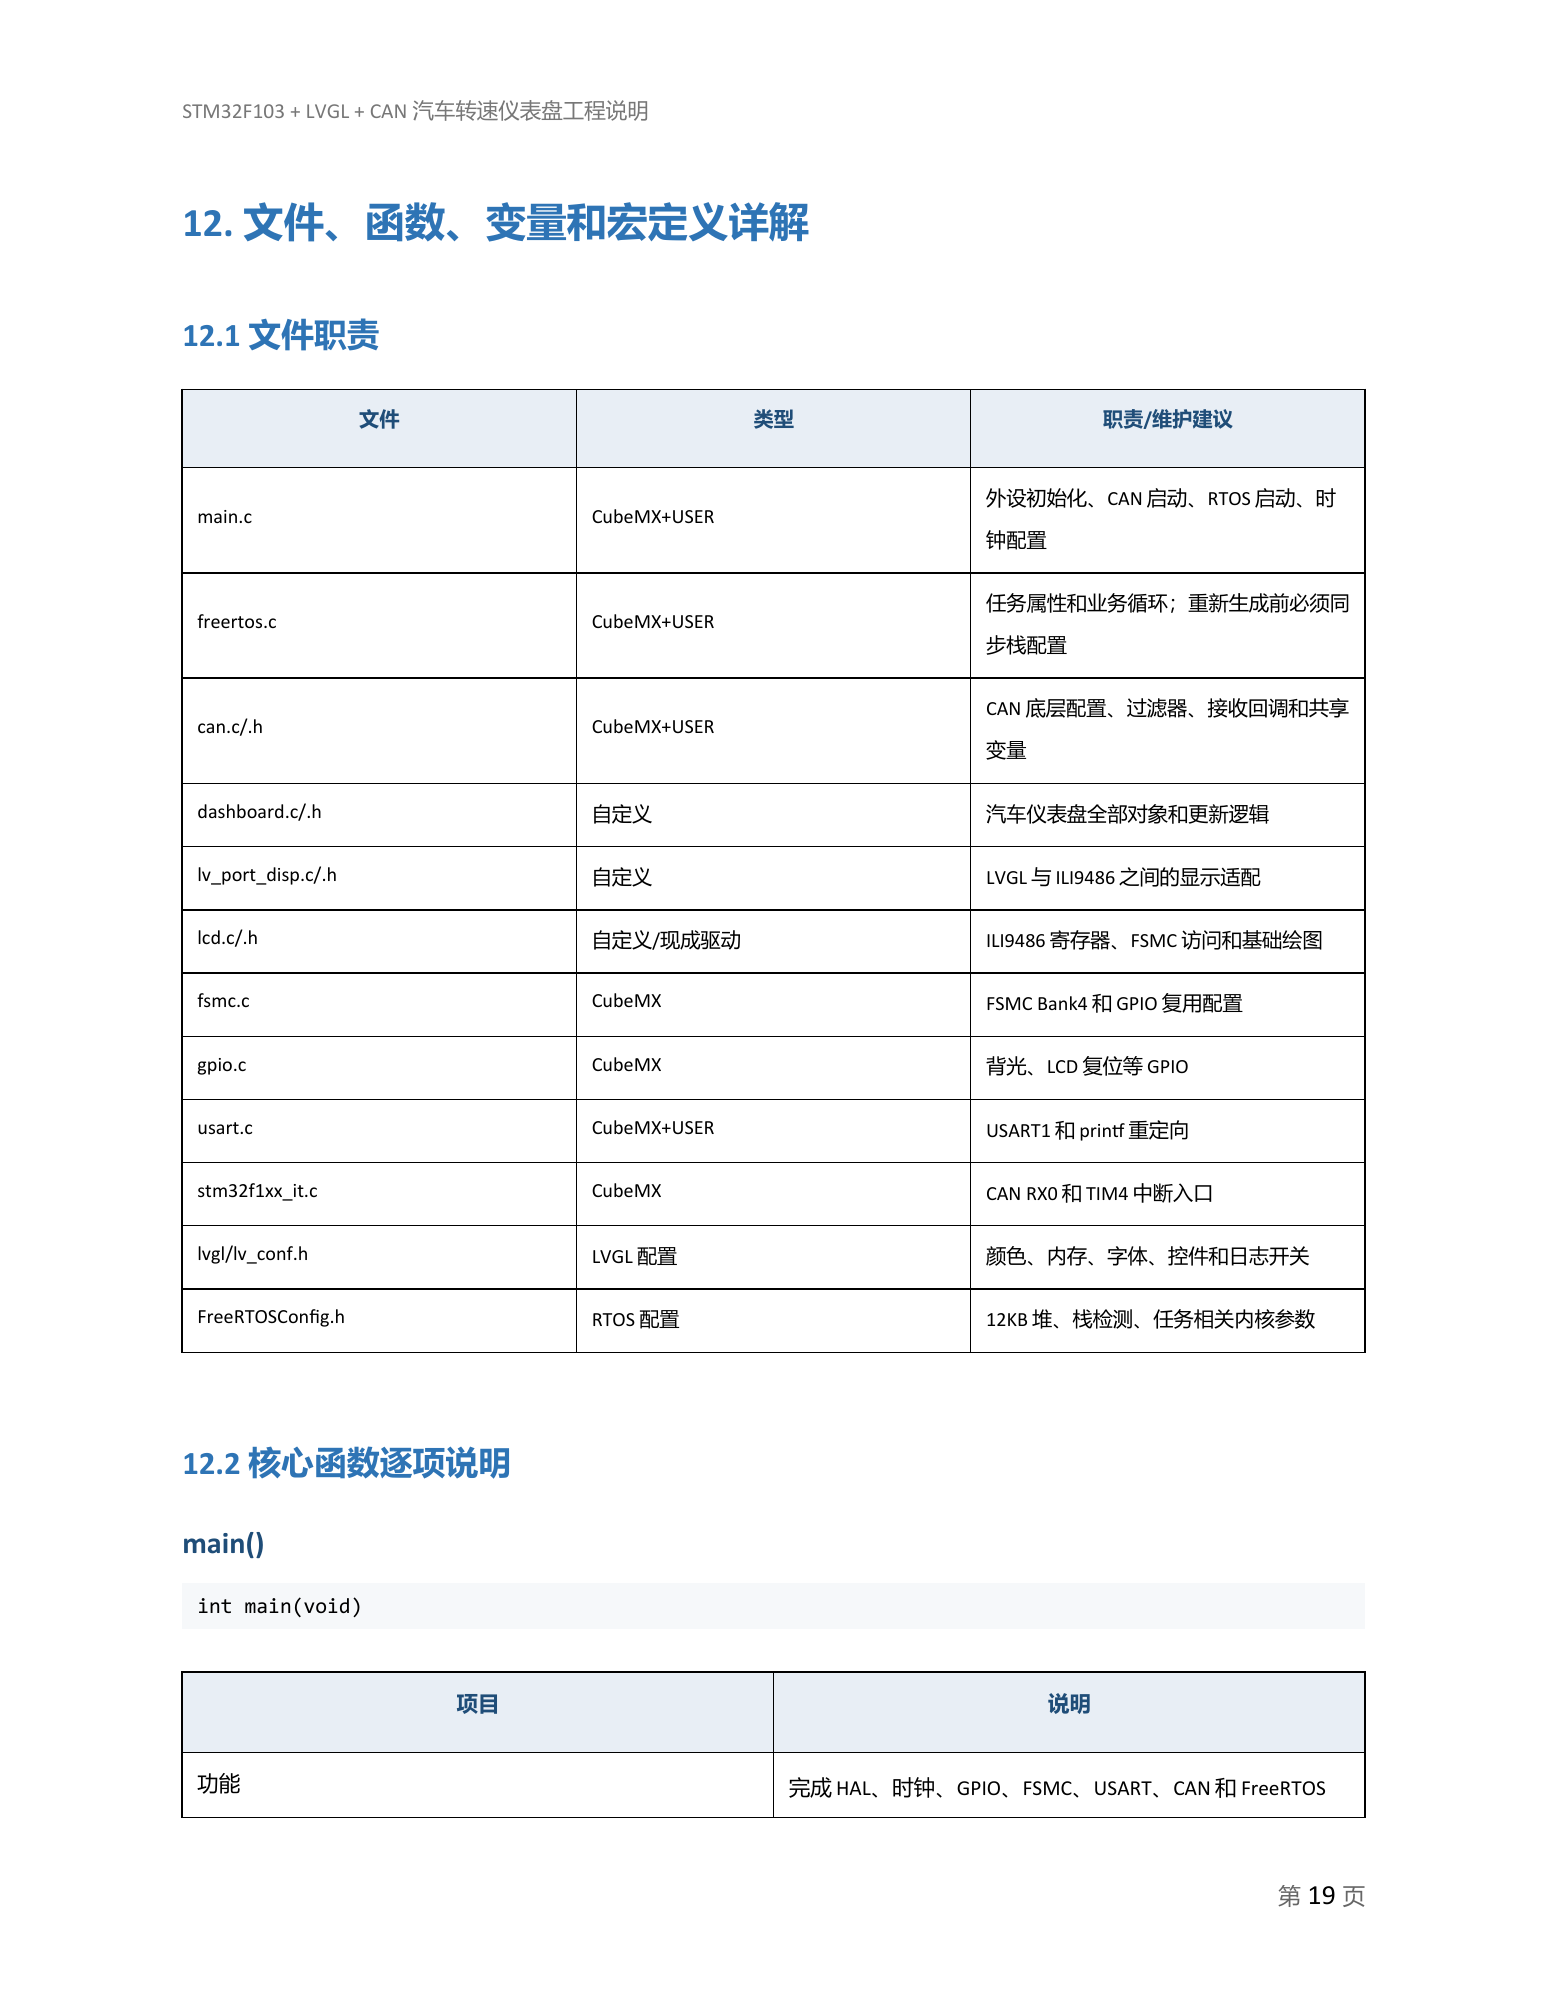 STM32F103 + LVGL + CAN 汽车转速仪表盘工程说明
12. 文件、函数、变量和宏定义详解
12.1 文件职责
文件 类型 职责/维护建议
main.c CubeMX+USER 外设初始化、CAN 启动、RTOS 启动、时
钟配置
freertos.c CubeMX+USER 任务属性和业务循环；重新生成前必须同
步栈配置
can.c/.h CubeMX+USER CAN 底层配置、过滤器、接收回调和共享
变量
dashboard.c/.h 自定义 汽车仪表盘全部对象和更新逻辑
lv_port_disp.c/.h 自定义 LVGL 与 ILI9486 之间的显示适配
lcd.c/.h 自定义/现成驱动 ILI9486 寄存器、FSMC 访问和基础绘图
fsmc.c CubeMX FSMC Bank4 和 GPIO 复用配置
gpio.c CubeMX 背光、LCD 复位等 GPIO
usart.c CubeMX+USER USART1 和 printf 重定向
stm32f1xx_it.c CubeMX CAN RX0 和 TIM4 中断入口
lvgl/lv_conf.h LVGL 配置 颜色、内存、字体、控件和日志开关
FreeRTOSConfig.h RTOS 配置 12KB 堆、栈检测、任务相关内核参数
12.2 核心函数逐项说明
main()
int main(void)
项目 说明
功能 完成 HAL、时钟、GPIO、FSMC、USART、CAN 和 FreeRTOS
第 19 页